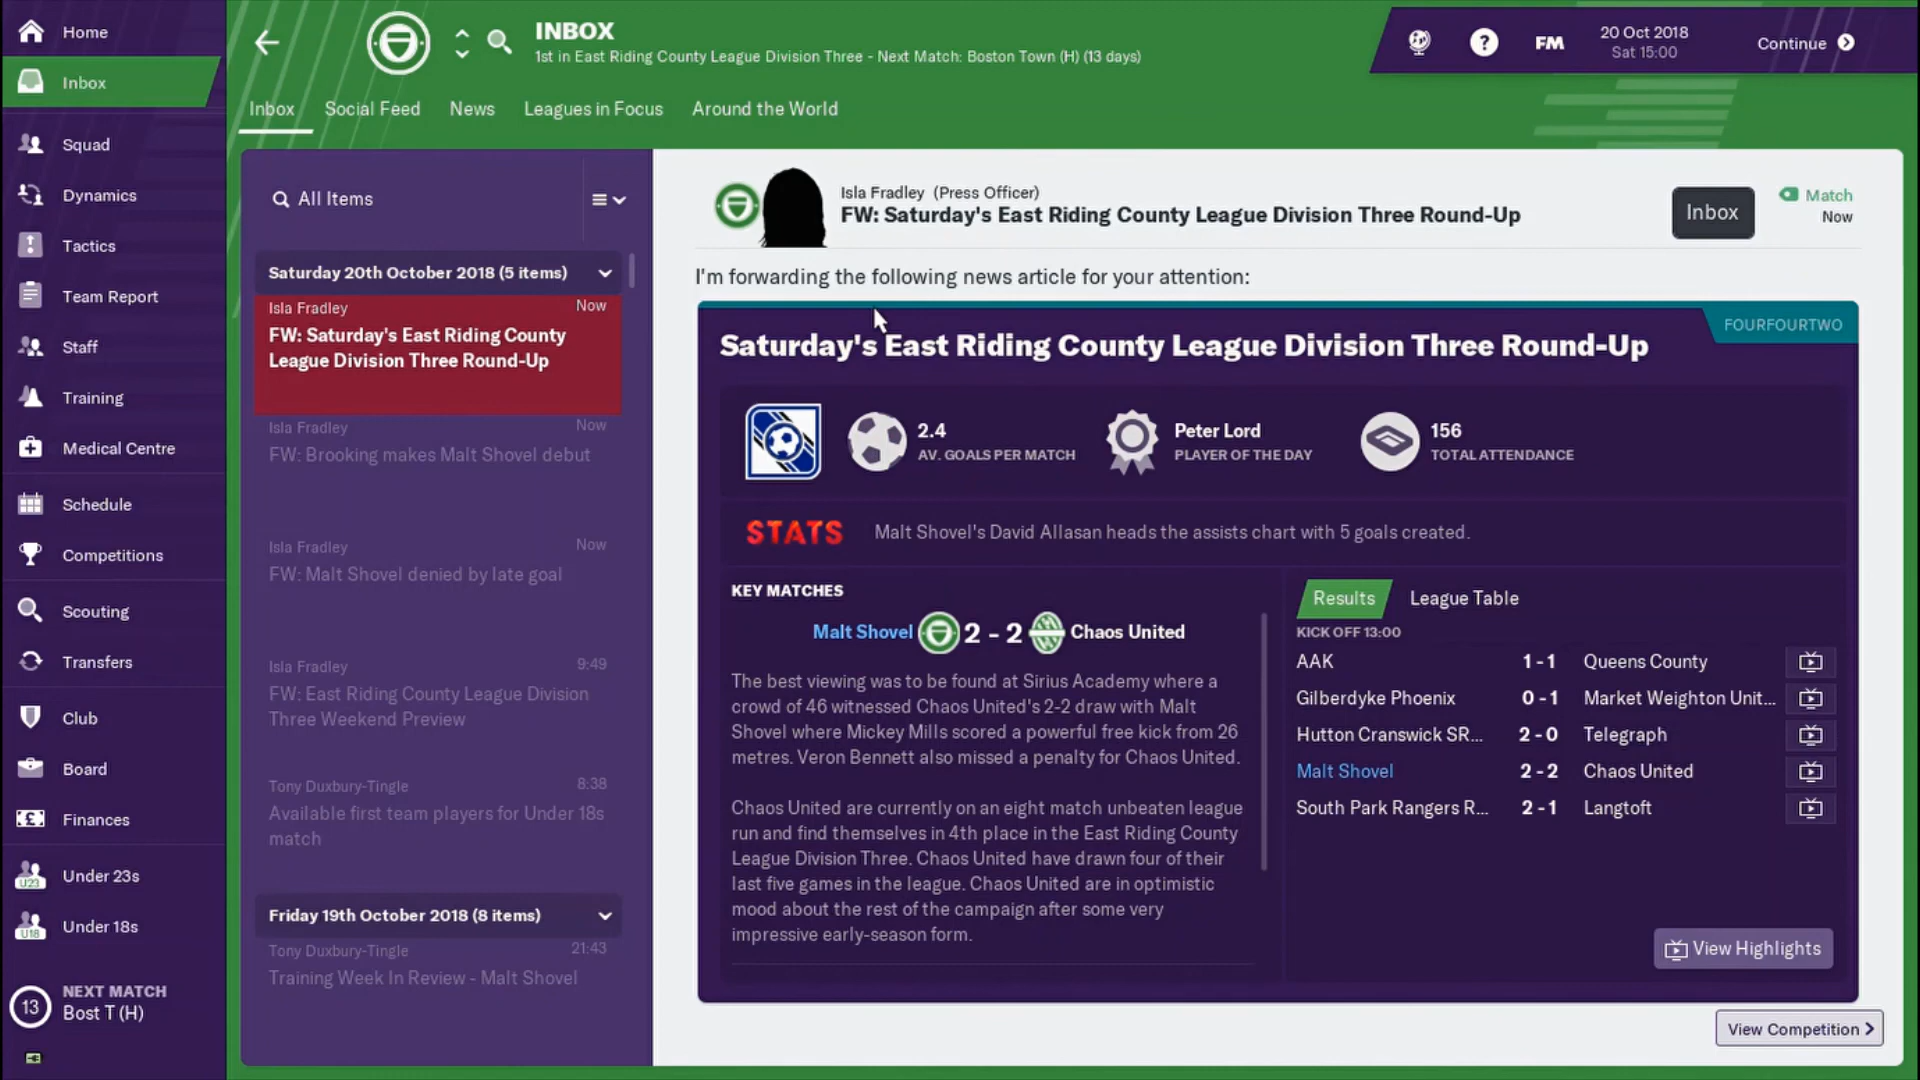 Home
Inbox
Squad
Dynamics
Tactics
Team Report
Staff
Training
Medical Centre
Schedule
Competitions
Scouting
Transfers
Club
Board
Finances
U23
Under 23s
U18
Under 18s
13
NEXT MATCH
Bost T (H)
INBOX
1st in East Riding County League Division Three - Next Match: Boston Town (H) (13 days)
?
FM
20 Oct 2018
Sat 15:00
Continue
Inbox
Social Feed
News
Leagues in Focus
Around the World
All Items
Saturday 20th October 2018 (5 items)
Isla Fradley
Now
FW: Saturday's East Riding County
League Division Three Round-Up
Isla Fradley
Now
FW: Brooking makes Malt Shovel debut
Isla Fradley
Now
FW: Malt Shovel denied by late goal
Isla Fradley
9:49
FW: East Riding County League Division
Three Weekend Preview
Tony Duxbury-Tingle
8:38
Available first team players for Under 18s
match
Friday 19th October 2018 (8 items)
Tony Duxbury-Tingle
21:43
Training Week In Review - Malt Shovel
Isla Fradley (Press Officer)
FW: Saturday's East Riding County League Division Three Round-Up
Inbox
Match
Now
I'm forwarding the following news article for your attention:
FOURFOURTWO
Saturday's East Riding County League Division Three Round-Up
2.4
AV. GOALS PER MATCH
Peter Lord
PLAYER OF THE DAY
156
TOTAL ATTENDANCE
STATS
Malt Shovel's David Allasan heads the assists chart with 5 goals created.
KEY MATCHES
Malt Shovel 2 - 2 Chaos United
The best viewing was to be found at Sirius Academy where a
crowd of 46 witnessed Chaos United's 2-2 draw with Malt
Shovel where Mickey Mills scored a powerful free kick from 26
metres. Veron Bennett also missed a penalty for Chaos United.
Chaos United are currently on an eight match unbeaten league
run and find themselves in 4th place in the East Riding County
League Division Three. Chaos United have drawn four of their
last five games in the league. Chaos United are in optimistic
mood about the rest of the campaign after some very
impressive early-season form.
Results
League Table
KICK OFF 13:00
AAK 1 - 1 Queens County
Gilberdyke Phoenix 0 - 1 Market Weighton Unit...
Hutton Cranswick SR... 2 - 0 Telegraph
Malt Shovel 2 - 2 Chaos United
South Park Rangers R... 2 - 1 Langtoft
View Highlights
View Competition